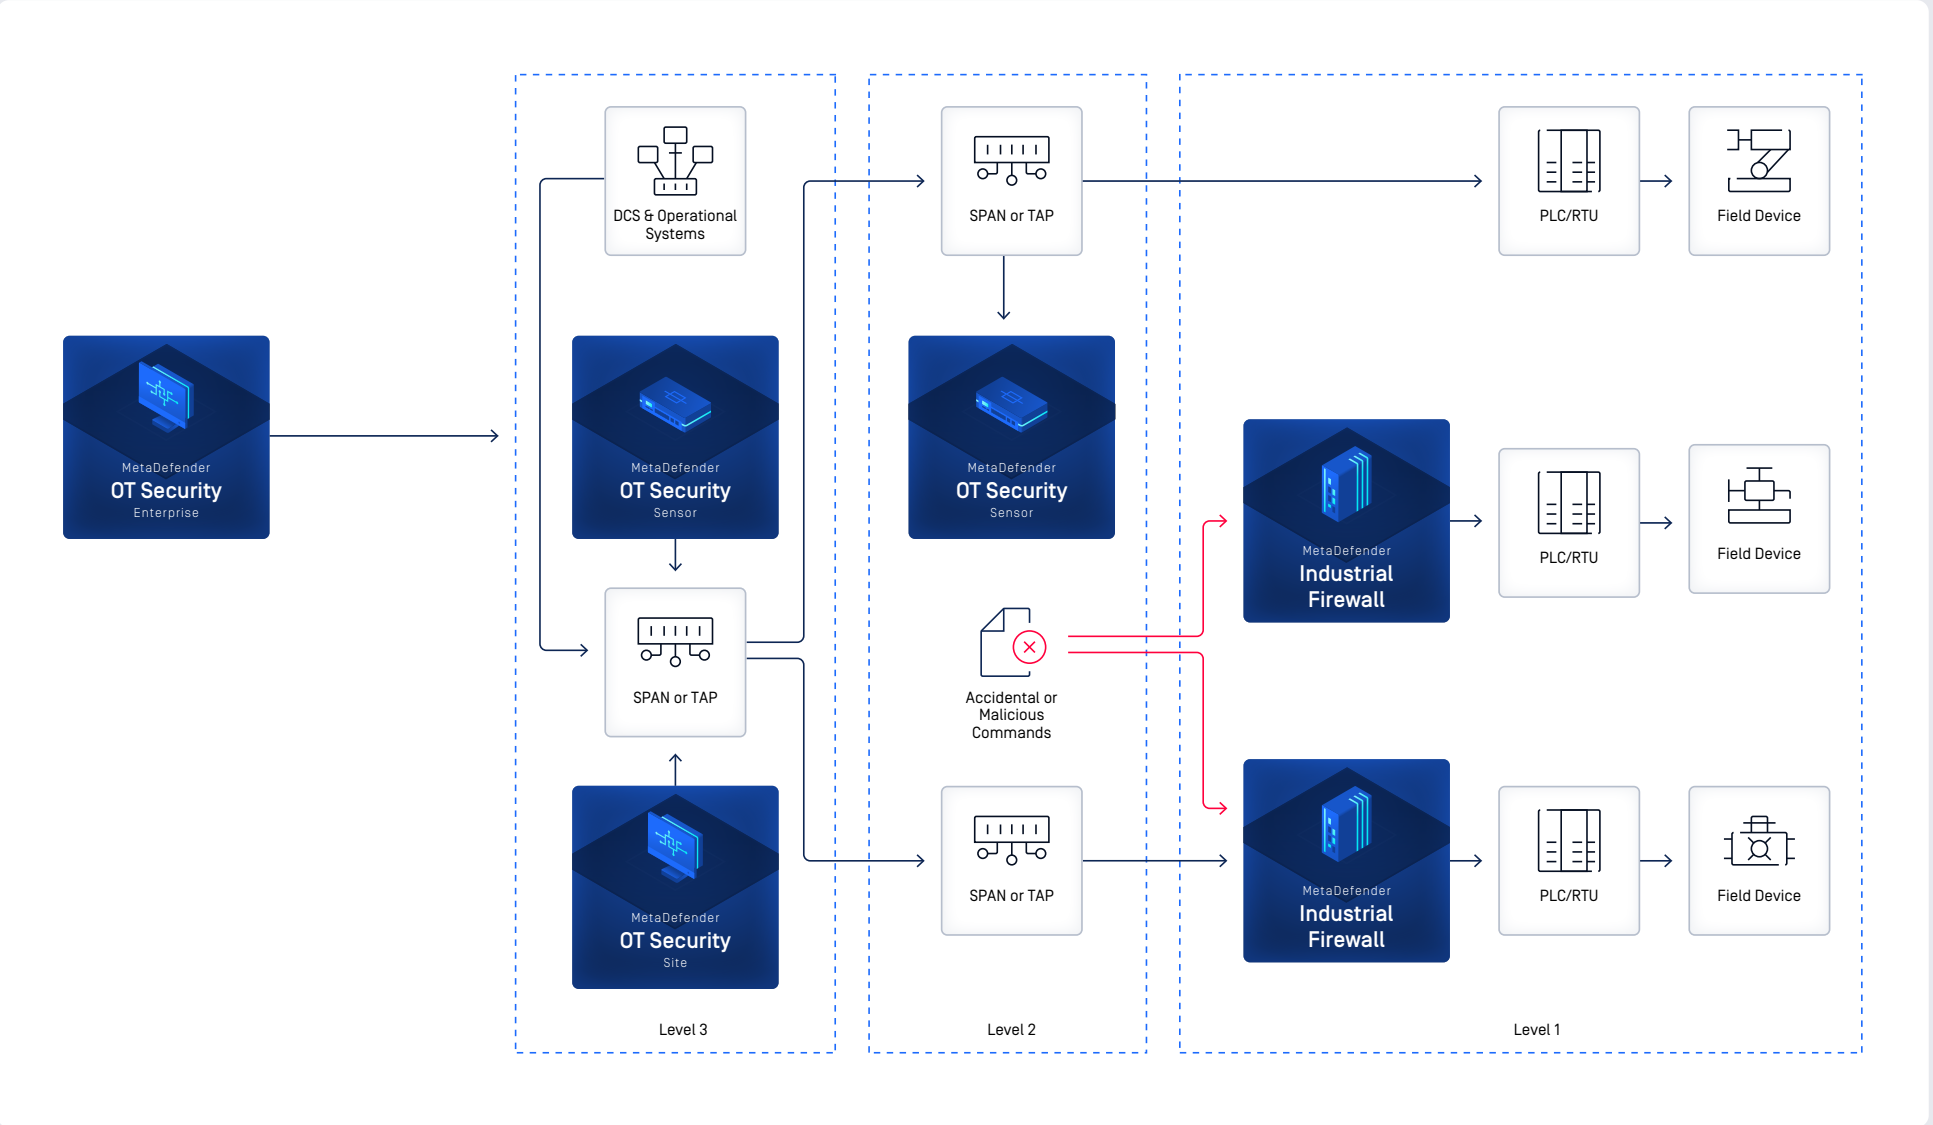 DCS & Operational
Systems
SPAN or TAP
PLC/RTU
Field Device
MetaDefender
OT Security
Enterprise
MetaDefender
OT Security
Sensor
MetaDefender
OT Security
Sensor
MetaDefender
Industrial
Firewall
PLC/RTU
Field Device
SPAN or TAP
Accidental or
Malicious
Commands
MetaDefender
OT Security
Site
SPAN or TAP
MetaDefender
Industrial
Firewall
PLC/RTU
Field Device
Level 3
Level 2
Level 1